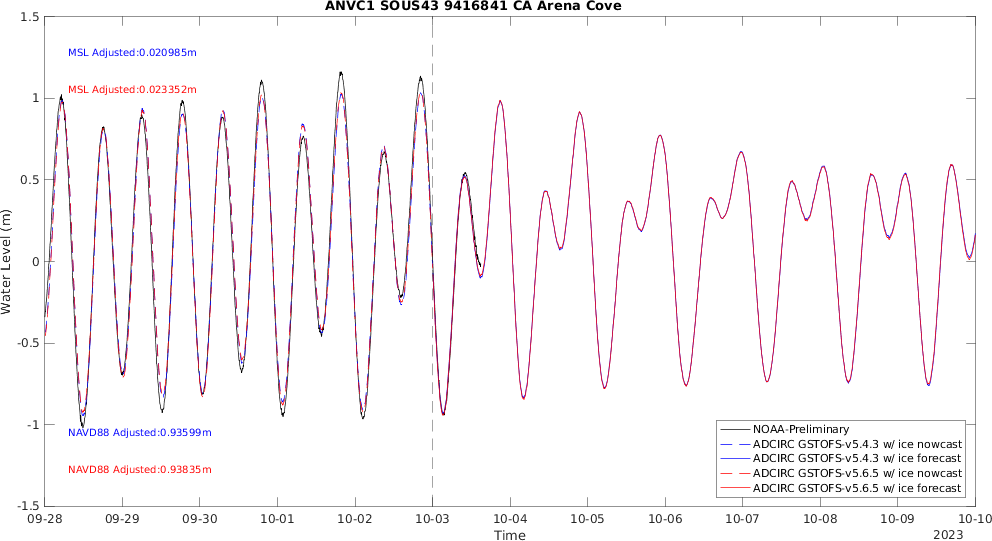 ANVC1 SOUS43 9416841 CA Arena Cove
1.5
MSL Adjusted:0.020985m
MSL Adjusted:0.023352m
1
0.5
0
-0.5
-1
-1.5
Water Level (m)
NAVD88 Adjusted:0.93599m
NAVD88 Adjusted:0.93835m
NOAA-Preliminary
ADCIRC GSTOFS-v5.4.3 w/ ice nowcast
ADCIRC GSTOFS-v5.4.3 w/ ice forecast
ADCIRC GSTOFS-v5.6.5 w/ ice nowcast
ADCIRC GSTOFS-v5.6.5 w/ ice forecast
09-28 09-29 09-30 10-01 10-02 10-03 10-04 10-05 10-06 10-07 10-08 10-09 10-10
Time
2023